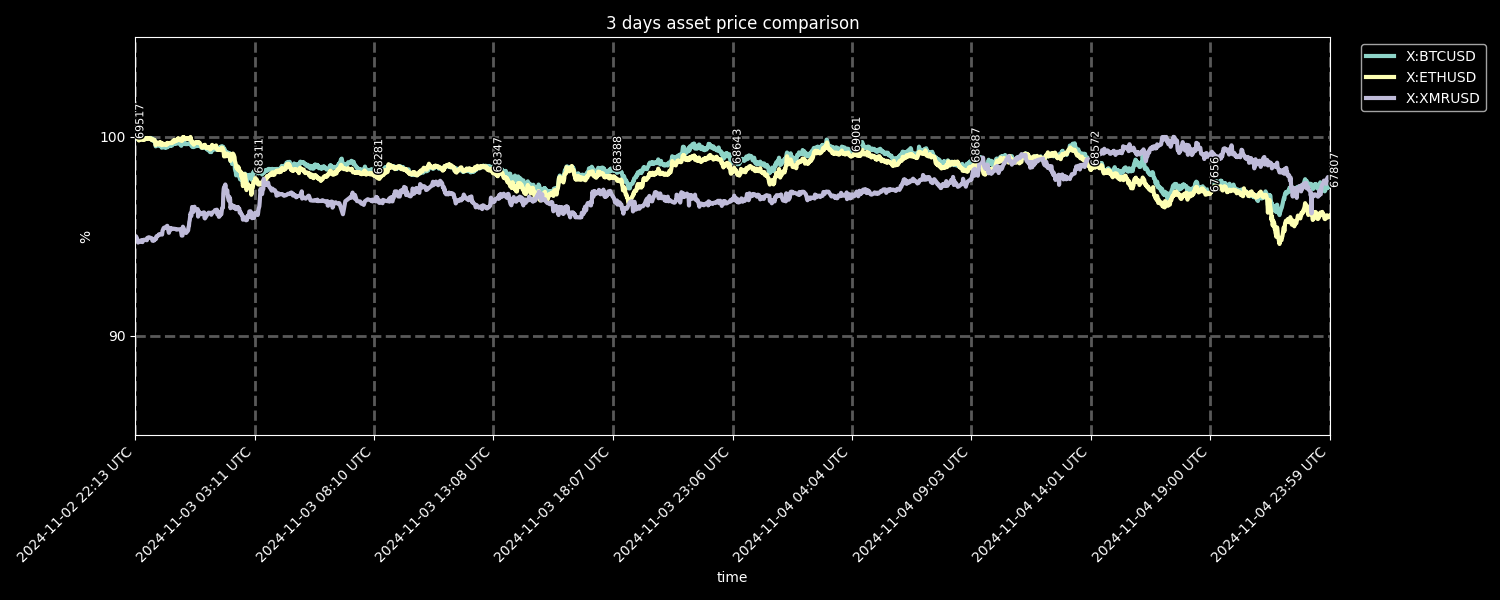 3 days asset price comparison
X:BTCUSD
X:ETHUSD
X:XMRUSD
100
90
%
69517
68311
68281
68347
68388
68643
69061
68687
68572
67807
2024-11-02 22:13 UTC
2024-11-03 03:11 UTC
2024-11-03 08:10 UTC
2024-11-03 13:08 UTC
2024-11-03 18:07 UTC
2024-11-03 23:06 UTC
2024-11-04 04:04 UTC
2024-11-04 09:03 UTC
2024-11-04 14:01 UTC
2024-11-04 19:00 UTC
2024-11-04 23:59 UTC
time